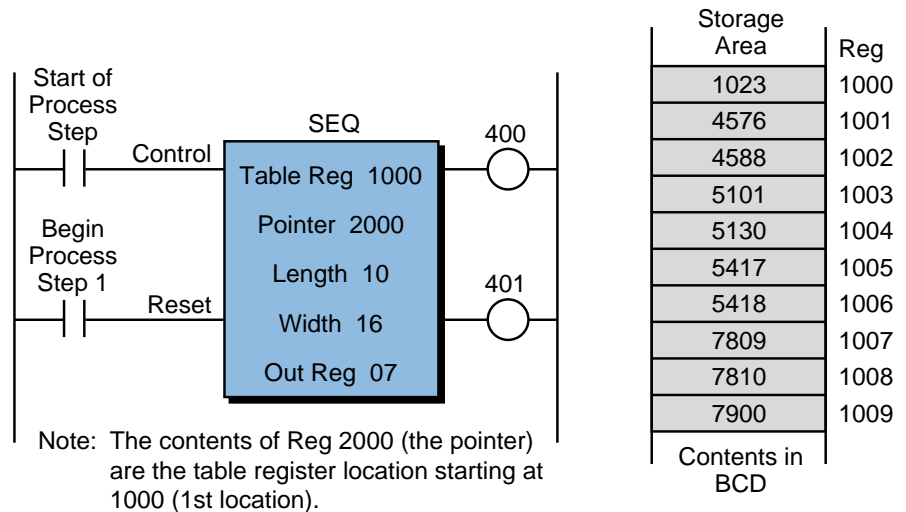 Start of
Process
Step
Control
Begin
Process
Step 1
Reset
SEQ
Table Reg 1000
Pointer 2000
Length 10
Width 16
Out Reg 07
400
401
Note: The contents of Reg 2000 (the pointer)
are the table register location starting at
1000 (1st location).
Storage
Area
Reg
1023 1000
4576 1001
4588 1002
5101 1003
5130 1004
5417 1005
5418 1006
7809 1007
7810 1008
7900 1009
Contents in
BCD